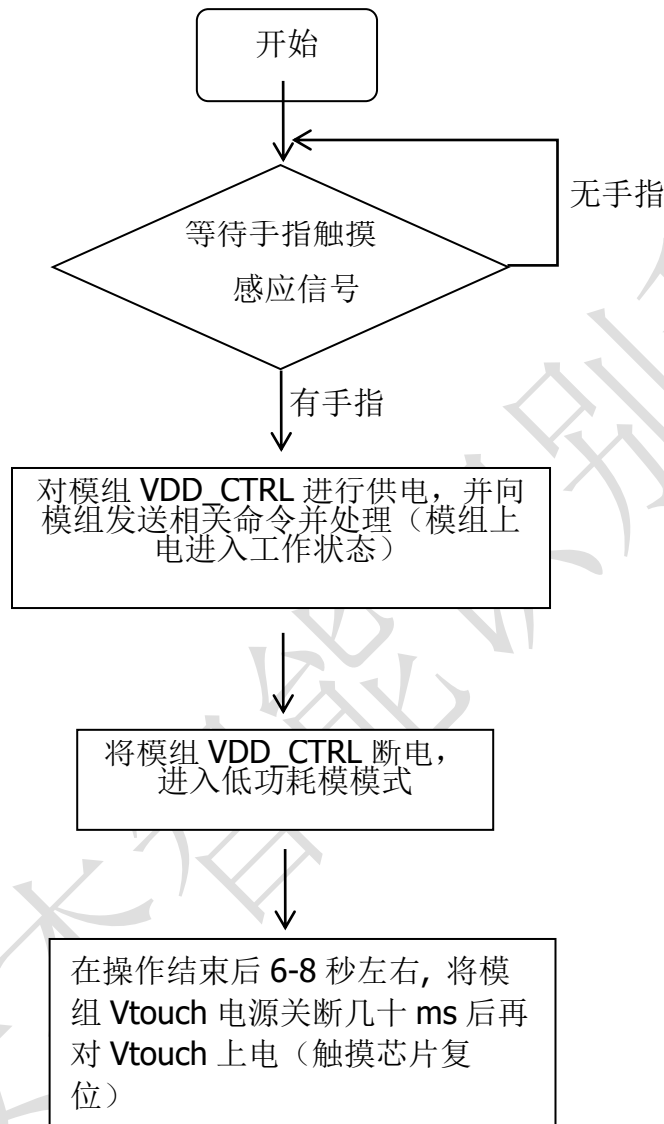 开始
无手指
等待手指触摸
感应信号
有手指
对模组 VDD_CTRL 进行供电，并向
模组发送相关命令并处理（模组上
电进入工作状态）
将模组 VDD_CTRL 断电，
进入低功耗模模式
在操作结束后 6-8 秒左右, 将模
组 Vtouch 电源关断几十 ms 后再
对 Vtouch 上电（触摸芯片复
位）